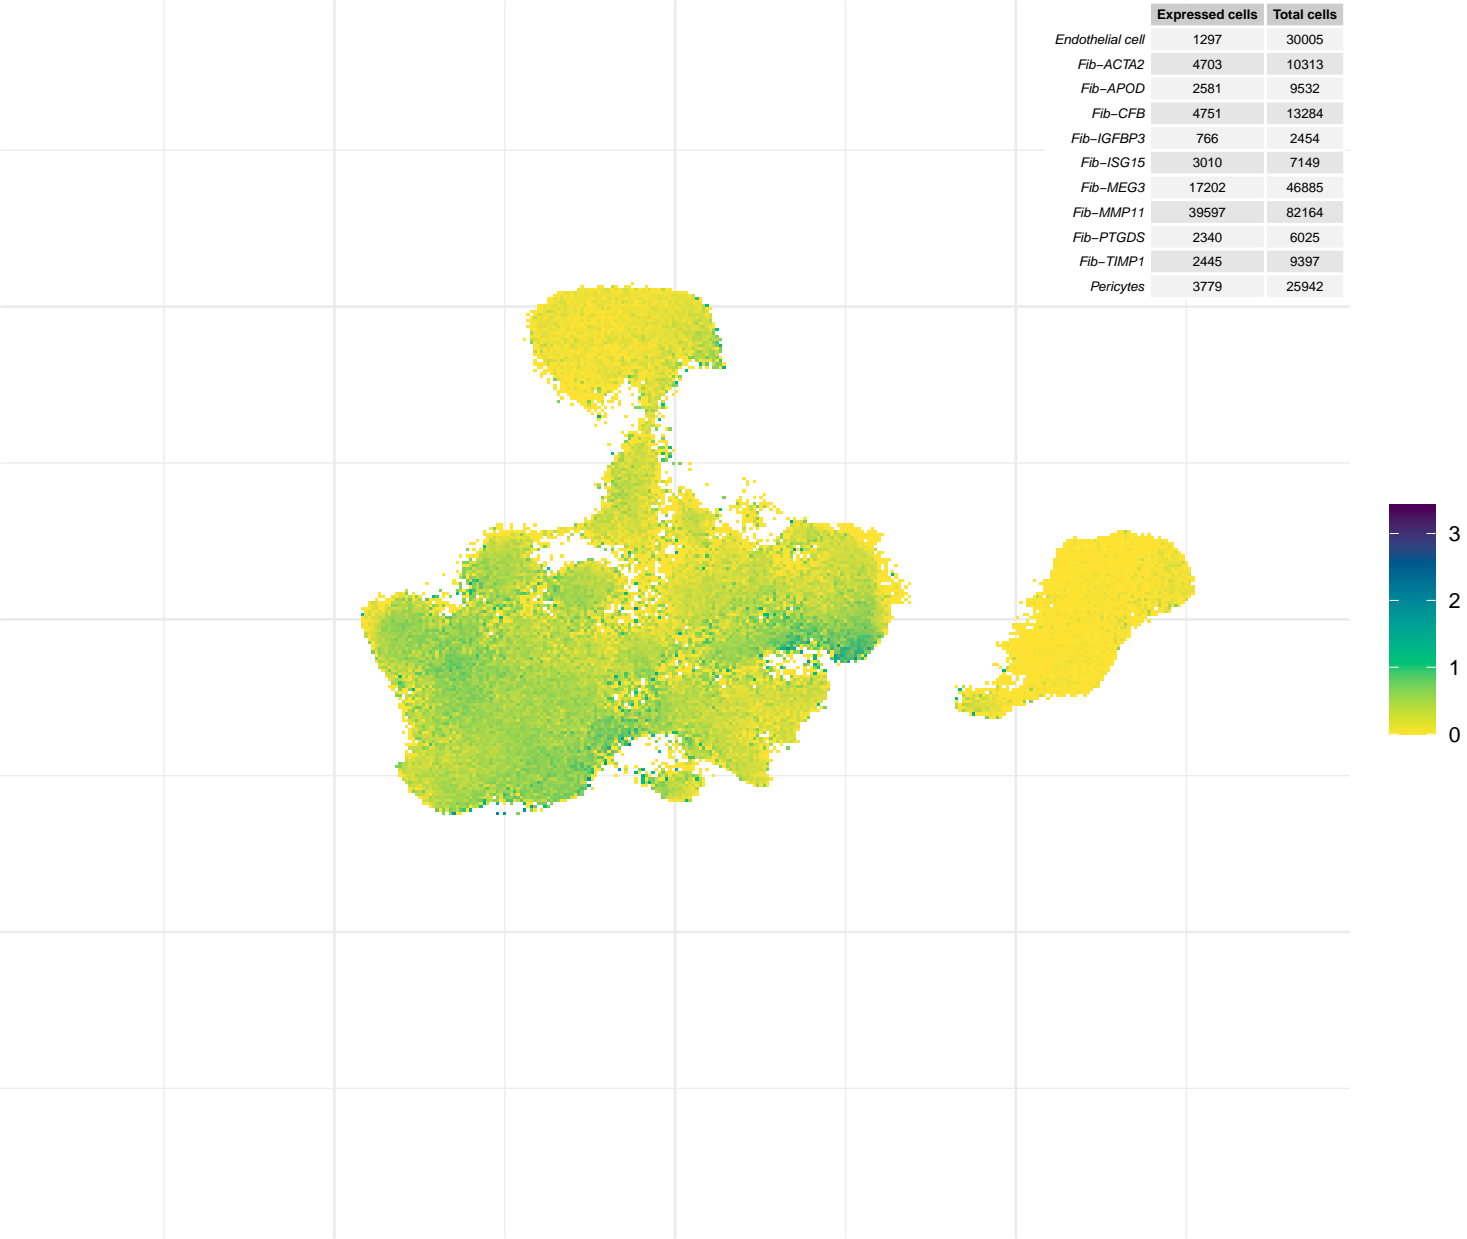 Expressed cells Total cells
Endothelial cell 1297 30005
Fib−ACTA2 4703 10313
Fib−APOD 2581 9532
Fib−CFB 4751 13284
Fib−IGFBP3 766 2454
Fib−ISG15 3010 7149
Fib−MEG3 17202 46885
Fib−MMP11 39597 82164
Fib−PTGDS 2340 6025
Fib−TIMP1 2445 9397
Pericytes 3779 25942
3
2
1
0